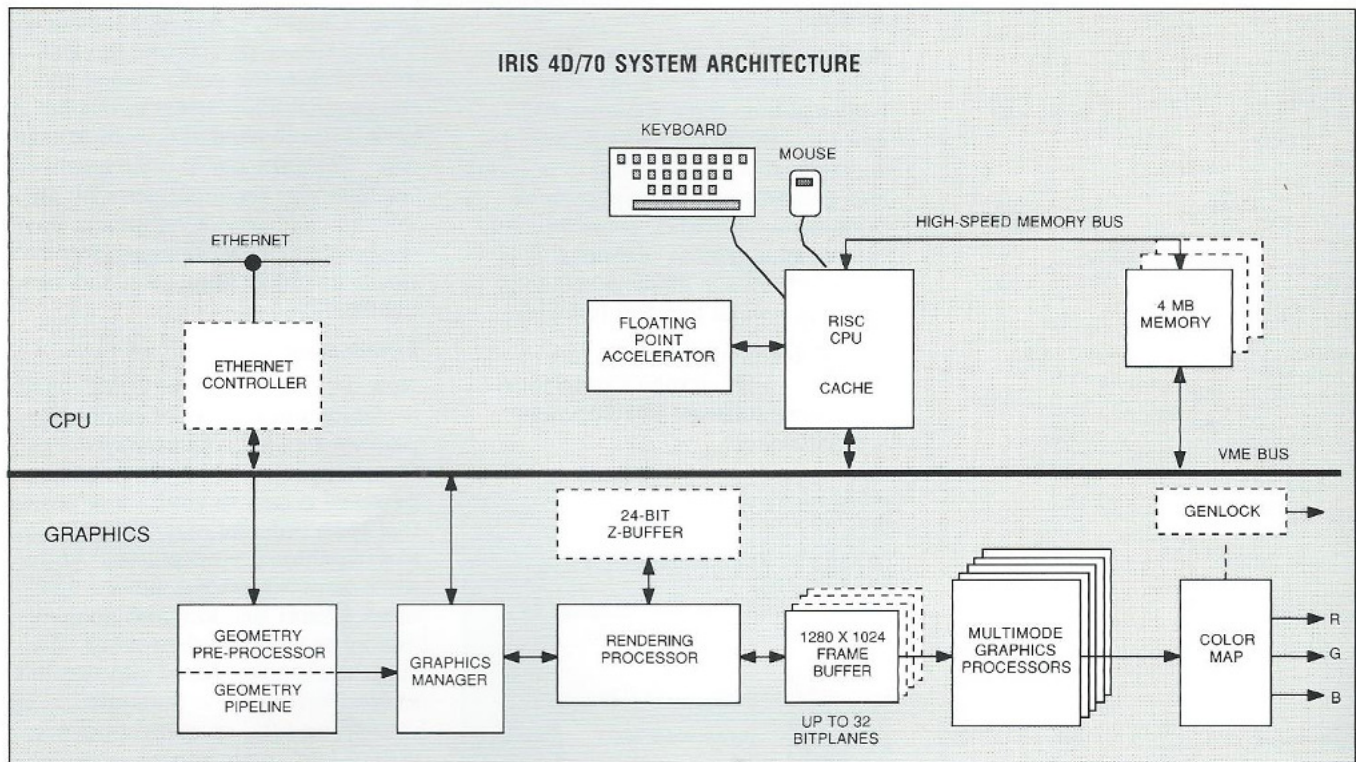 IRIS 4D/70 SYSTEM ARCHITECTURE
KEYBOARD
MOUSE
ETHERNET
HIGH-SPEED MEMORY BUS
ETHERNET
CONTROLLER
FLOATING
POINT
ACCELERATOR
RISC
CPU
CACHE
4 MB
MEMORY
CPU
VME BUS
GRAPHICS
24-BIT
Z-BUFFER
GENLOCK
GEOMETRY
PRE-PROCESSOR
GEOMETRY
PIPELINE
GRAPHICS
MANAGER
RENDERING
PROCESSOR
1280 X 1024
FRAME
BUFFER
UP TO 32
BITPLANES
MULTIMODE
GRAPHICS
PROCESSORS
COLOR
MAP
R
G
B